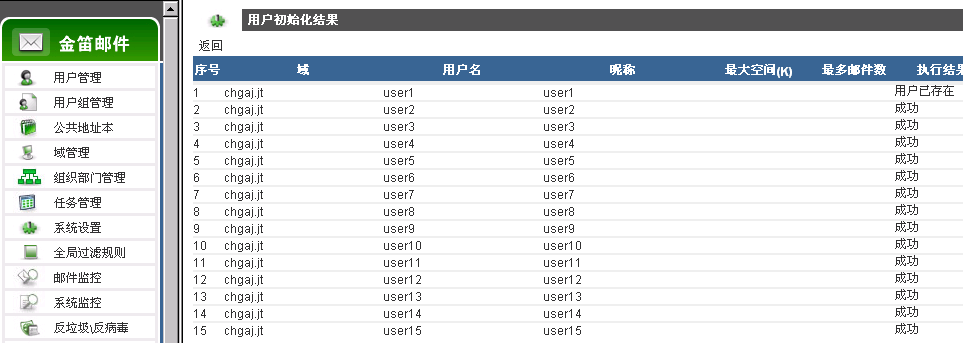 金笛邮件
用户管理
用户组管理
公共地址本
域管理
组织部门管理
任务管理
系统设置
全局过滤规则
邮件监控
系统监控
反垃圾\反病毒
用户初始化结果
返回
序号 域 用户名 昵称 最大空间(K) 最多邮件数 执行结果
1 chgaj.jt user1 user1 用户已存在
2 chgaj.jt user2 user2 成功
3 chgaj.jt user3 user3 成功
4 chgaj.jt user4 user4 成功
5 chgaj.jt user5 user5 成功
6 chgaj.jt user6 user6 成功
7 chgaj.jt user7 user7 成功
8 chgaj.jt user8 user8 成功
9 chgaj.jt user9 user9 成功
10 chgaj.jt user10 user10 成功
11 chgaj.jt user11 user11 成功
12 chgaj.jt user12 user12 成功
13 chgaj.jt user13 user13 成功
14 chgaj.jt user14 user14 成功
15 chgaj.jt user15 user15 成功